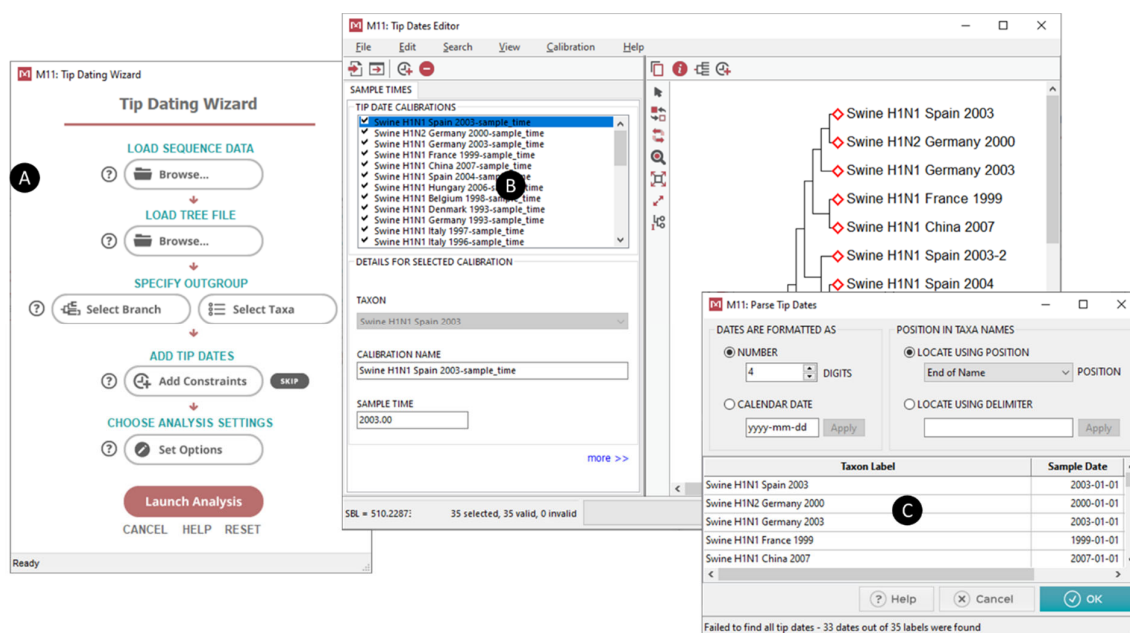 M11: Tip Dating Wizard
Tip Dating Wizard
A
LOAD SEQUENCE DATA
? Browse...
LOAD TREE FILE
? Browse...
SPECIFY OUTGROUP
? Select Branch Select Taxa
ADD TIP DATES
? Add Constraints SKIP
CHOOSE ANALYSIS SETTINGS
? Set Options
Launch Analysis
CANCEL HELP RESET
Ready
M11: Tip Dates Editor
File Edit Search View Calibration Help
SAMPLE TIMES
TIP DATE CALIBRATIONS
Swine H1N1 Spain 2003-sample_time
Swine H1N2 Germany 2000-sample_time
Swine H1N1 Germany 2003-sample_time
Swine H1N1 France 1999-sample_time
Swine H1N1 China 2007-sample_time
Swine H1N1 Spain 2004-sample_time
Swine H1N1 Hungary 2006-sample_time
Swine H1N1 Belgium 1998-sample_time
Swine H1N1 Denmark 1993-sample_time
Swine H1N1 Germany 1993-sample_time
Swine H1N1 Italy 1997-sample_time
Swine H1N1 Italy 1996-sample_time
B
DETAILS FOR SELECTED CALIBRATION
TAXON
Swine H1N1 Spain 2003
CALIBRATION NAME
Swine H1N1 Spain 2003-sample_time
SAMPLE TIME
2003.00
more >>
SBL = 510.2287 35 selected, 35 valid, 0 invalid
Swine H1N1 Spain 2003
Swine H1N2 Germany 2000
Swine H1N1 Germany 2003
Swine H1N1 France 1999
Swine H1N1 China 2007
Swine H1N1 Spain 2003-2
Swine H1N1 Spain 2004
M11: Parse Tip Dates
DATES ARE FORMATTED AS
NUMBER
4 DIGITS
CALENDAR DATE
yyyy-mm-dd Apply
POSITION IN TAXA NAMES
LOCATE USING POSITION
End of Name POSITION
LOCATE USING DELIMITER
Apply
Taxon Label Sample Date
Swine H1N1 Spain 2003 2003-01-01
Swine H1N2 Germany 2000 2000-01-01
Swine H1N1 Germany 2003 2003-01-01
Swine H1N1 France 1999 1999-01-01
Swine H1N1 China 2007 2007-01-01
C
? Help Cancel OK
Failed to find all tip dates - 33 dates out of 35 labels were found